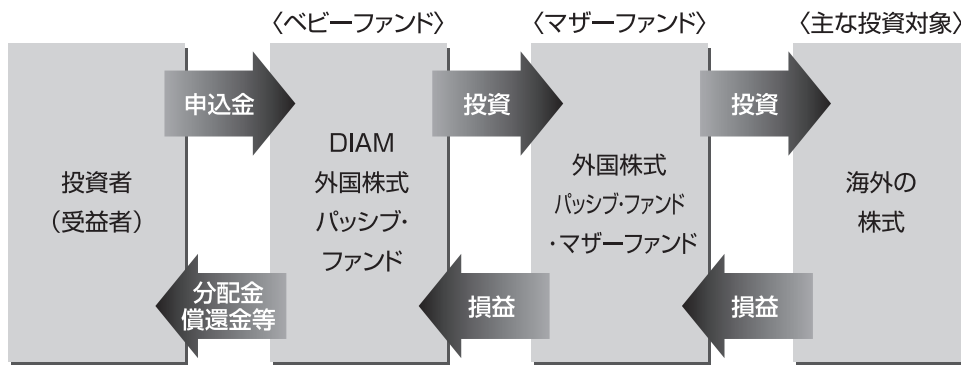 〈ベビーファンド〉
〈マザーファンド〉
〈主な投資対象〉
申込金
投資
投資
投資者
（受益者）
DIAM
外国株式
パッシブ・
ファンド
外国株式
パッシブ・ファンド
・マザーファンド
海外の
株式
分配金
償還金等
損益
損益